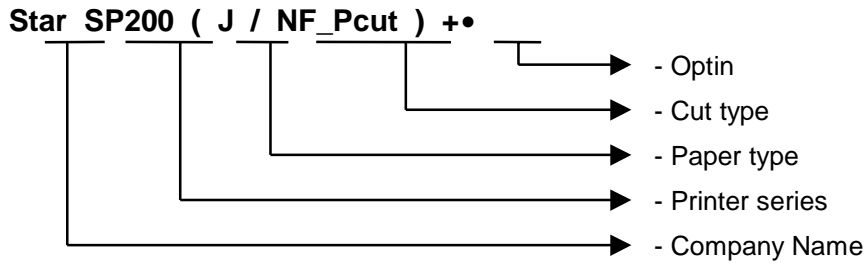 Star SP200 ( J / NF_Pcut ) +•
- Optin
- Cut type
- Paper type
- Printer series
- Company Name